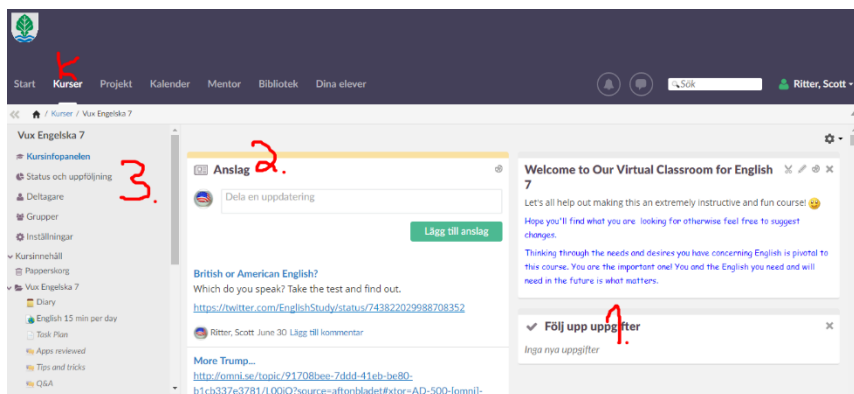 K
Start Kurser Projekt Kalender Mentor Bibliotek Dina elever Sök Ritter, Scott
/ Kurser / Vux Engelska 7
Vux Engelska 7
Kursinfopanelen
Status och uppföljning
3.
Deltagare
Grupper
Inställningar
Kursinnehåll
Papperskorg
Vux Engelska 7
Diary
English 15 min per day
Task Plan
Apps reviewed
Tips and tricks
Q&A
Anslag 2.
Dela en uppdatering
Lägg till anslag
British or American English?
Which do you speak? Take the test and find out.
https://twitter.com/EnglishStudy/status/743822029988708352
Ritter, Scott June 30 Lägg till kommentar
More Trump...
http://omni.se/topic/91708bee-7ddd-41eb-be80-
b1cb337e3781/L00jO?source=aftonbladet#xtor=AD-500-[omni]-
Welcome to Our Virtual Classroom for English
7
Let's all help out making this an extremely instructive and fun course!
Hope you'll find what you are looking for otherwise feel free to suggest
changes.
Thinking through the needs and desires you have concerning English is pivotal to
this course. You are the important one! You and the English you need and will
need in the future is what matters.
1.
Följ upp uppgifter
Inga nya uppgifter